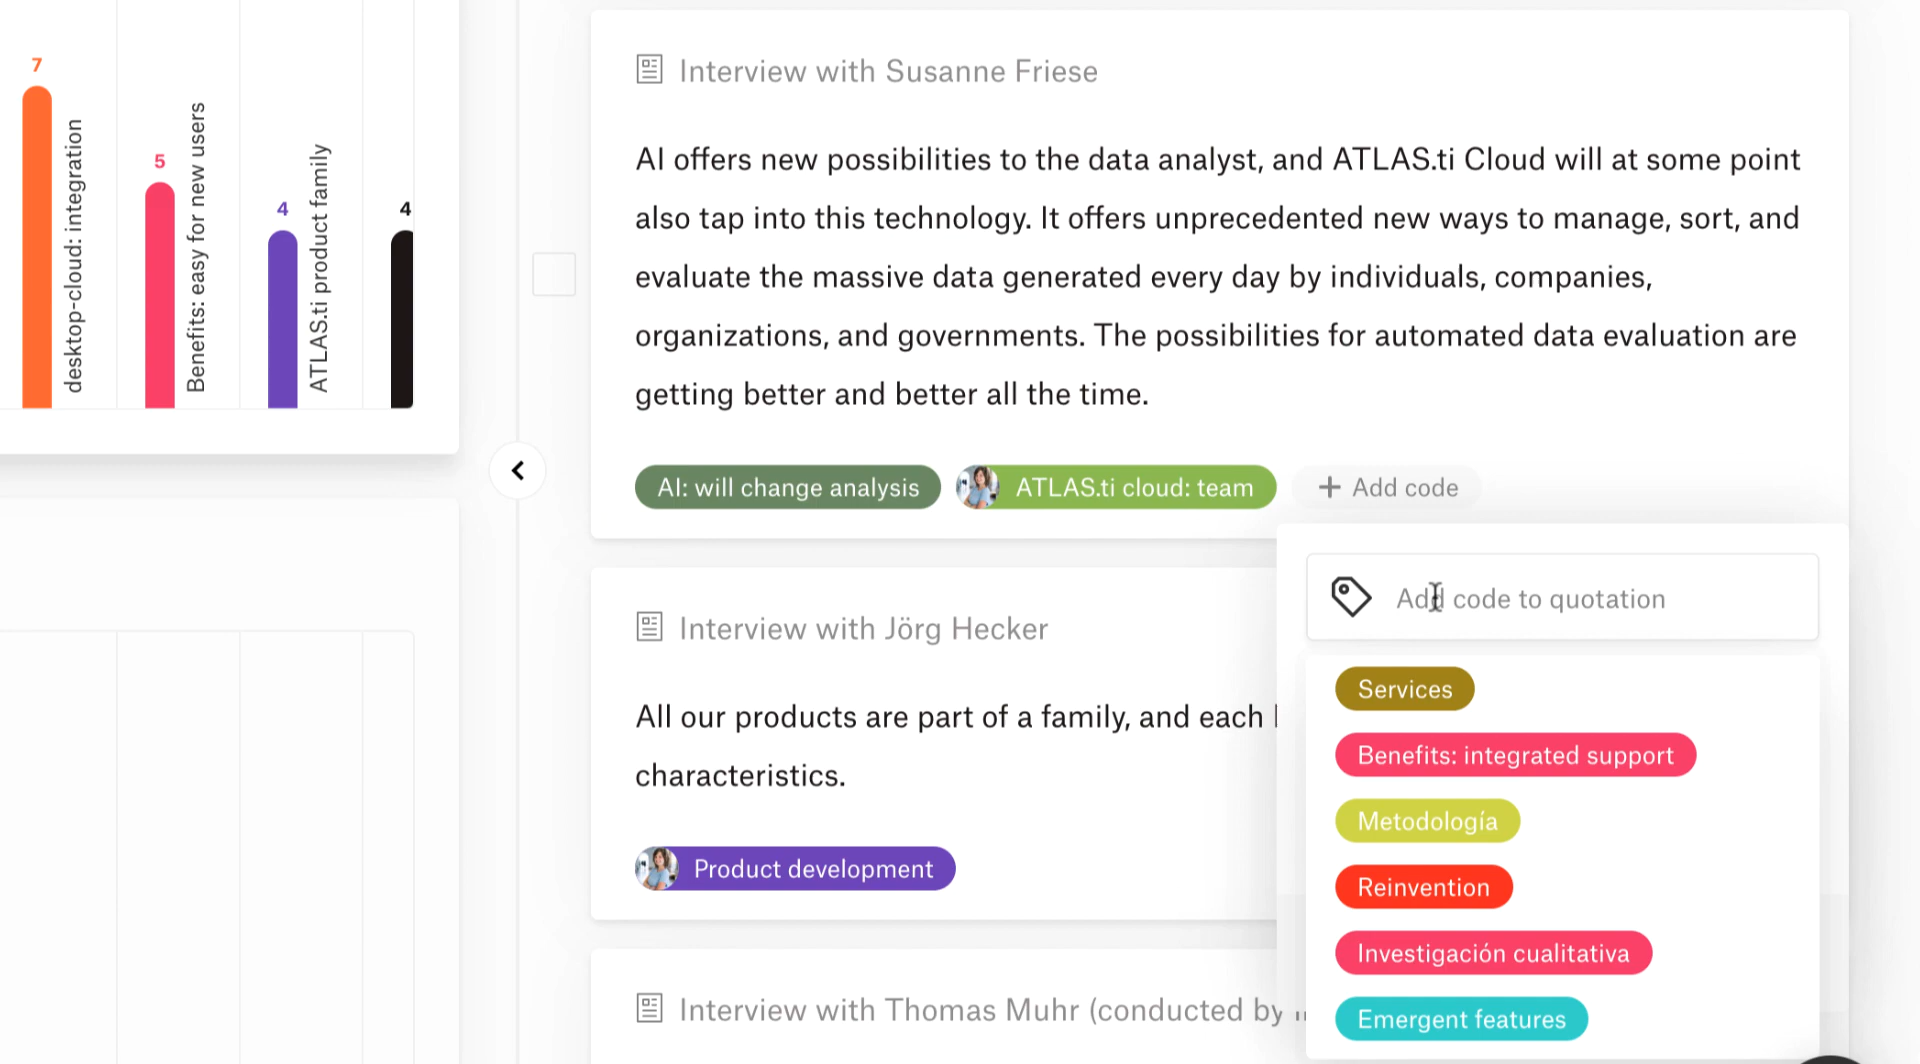 7
desktop-cloud: integration
5
Benefits: easy for new users
4
ATLAS.ti product family
4
Interview with Susanne Friese
AI offers new possibilities to the data analyst, and ATLAS.ti Cloud will at some point
also tap into this technology. It offers unprecedented new ways to manage, sort, and
evaluate the massive data generated every day by individuals, companies,
organizations, and governments. The possibilities for automated data evaluation are
getting better and better all the time.
AI: will change analysis
ATLAS.ti cloud: team
+ Add code
Add code to quotation
Services
Benefits: integrated support
Metodología
Reinvention
Investigación cualitativa
Emergent features
Interview with Jörg Hecker
All our products are part of a family, and each
characteristics.
Product development
Interview with Thomas Muhr (conducted by